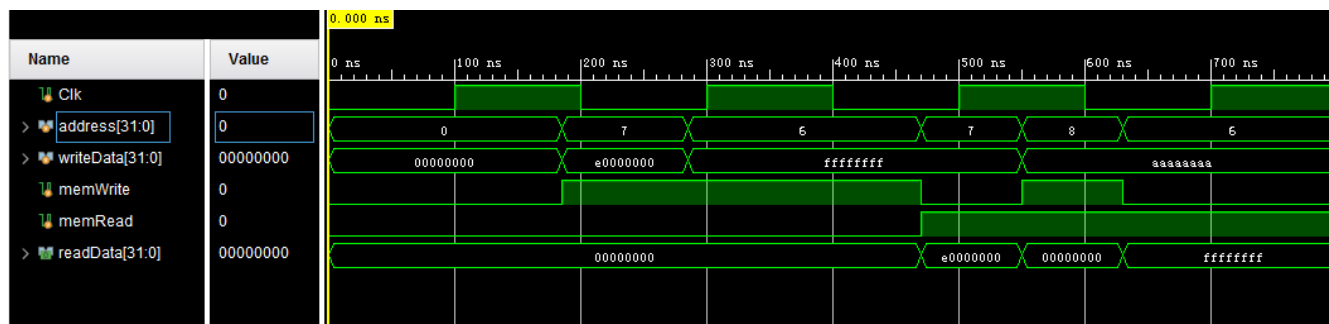 0.000 ns
Name Value
0 ns 100 ns 200 ns 300 ns 400 ns 500 ns 600 ns 700 ns
Clk 0
address[31:0] 0 0 7 6 7 8 6
writeData[31:0] 00000000 00000000 e0000000 ffffffff aaaaaaaa
memWrite 0
memRead 0
readData[31:0] 00000000 00000000 e0000000 00000000 ffffffff